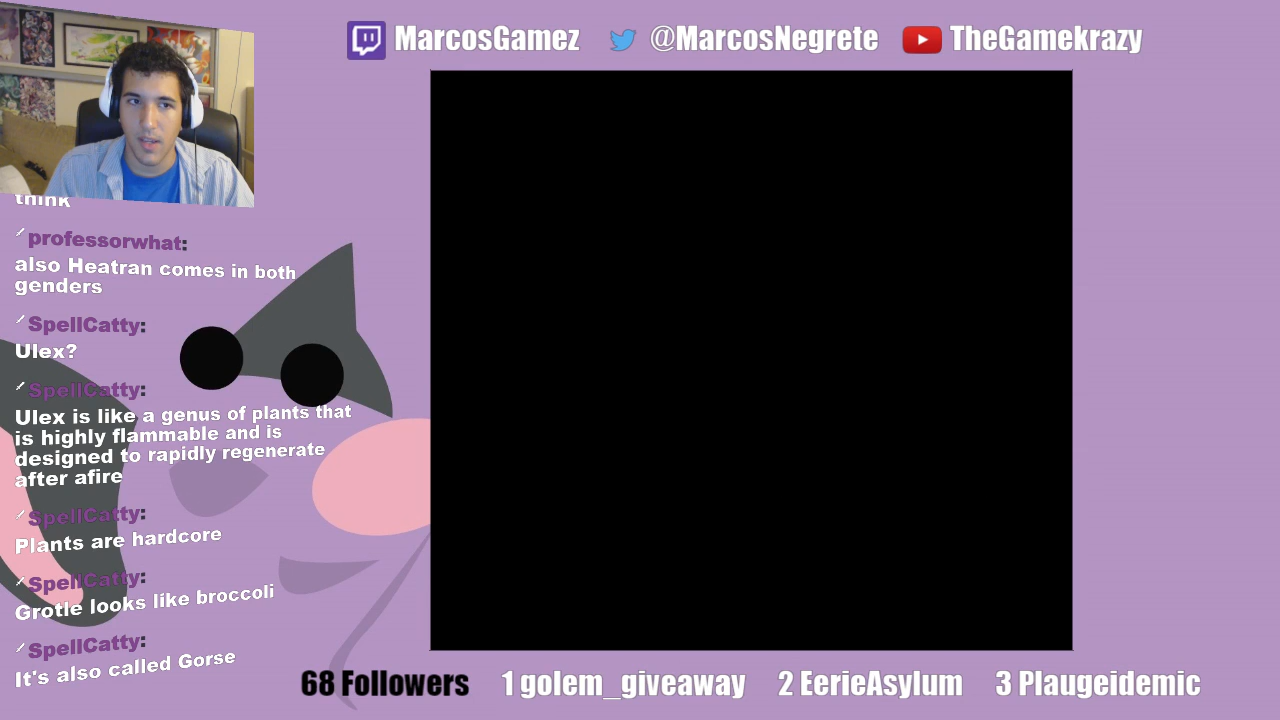 MarcosGamez @MarcosNegrete TheGamekrazy
think
professorwhat:
also Heatran comes in both
genders
SpellCatty:
Ulex?
SpellCatty:
Ulex is like a genus of plants that
is highly flammable and is
designed to rapidly regenerate
after afire
SpellCatty:
Plants are hardcore
SpellCatty:
Grotle looks like broccoli
SpellCatty:
It's also called Gorse
68 Followers 1 golem_giveaway 2 EerieAsylum 3 Plaugeidemic